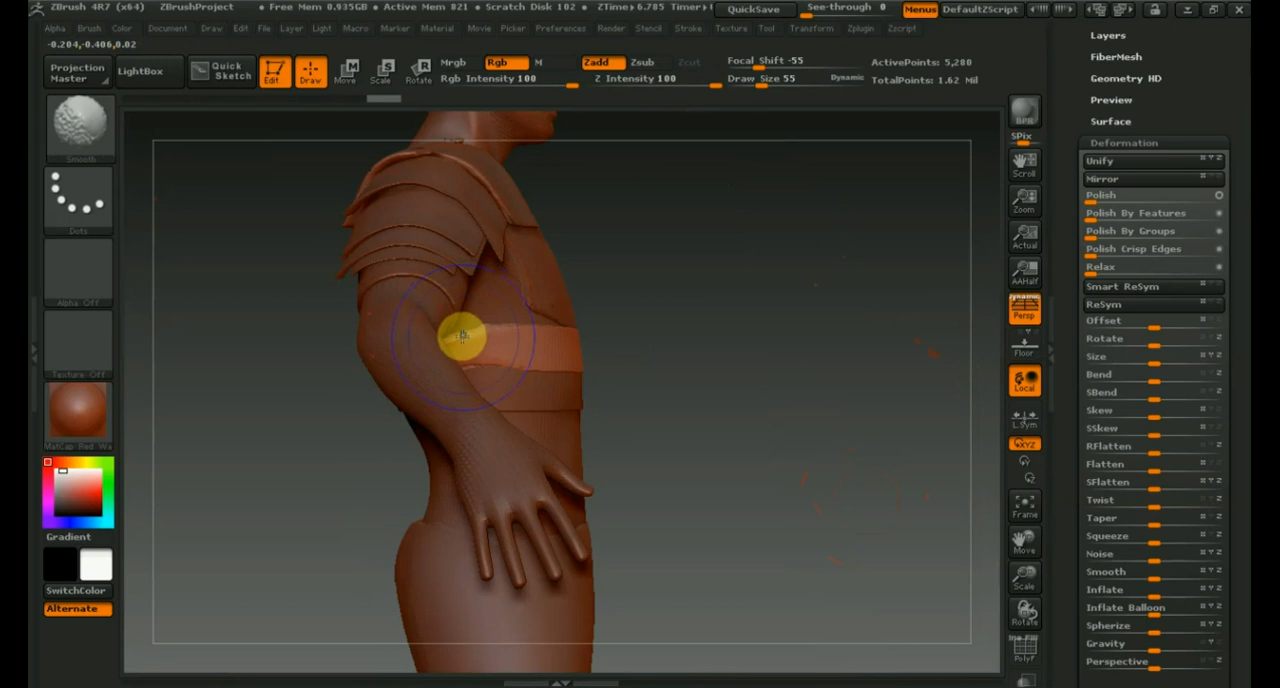 ZBrush 4R7 (x64) ZBrushProject • Free Mem 0.935GB • Active Mem 821 • Scratch Disk 102 • ZTime▸6.785 Timer▸ QuickSave See-through 0 Menus DefaultZScript
Alpha Brush Color Document Draw Edit File Layer Light Macro Marker Material Movie Picker Preferences Render Stencil Stroke Texture Tool Transform Zplugin Zscript
-0.204,-0.406,0.02
Projection Master
LightBox
Quick Sketch
Edit
Draw
Move
Scale
Rotate
Mrgb Rgb M
Rgb Intensity 100
Zadd Zsub Zcut
Z Intensity 100
Focal Shift -55
Draw Size 55 Dynamic
ActivePoints: 5,280
TotalPoints: 1.62 Mil
Smooth
Dots
Alpha Off
Texture Off
MatCap Red Wa
Gradient
SwitchColor
Alternate
BPR
SPix
Scroll
Zoom
Actual
AAHalf
Dynamic
Persp
Floor
Local
L.Sym
XYZ
Frame
Move
Scale
Rotate
PolyF
Layers
FiberMesh
Geometry HD
Preview
Surface
Deformation
Unify
Mirror
Polish
Polish By Features
Polish By Groups
Polish Crisp Edges
Relax
Smart ReSym
ReSym
Offset
Rotate
Size
Bend
SBend
Skew
SSkew
RFlatten
Flatten
SFlatten
Twist
Taper
Squeeze
Noise
Smooth
Inflate
Inflate Balloon
Spherize
Gravity
Perspective